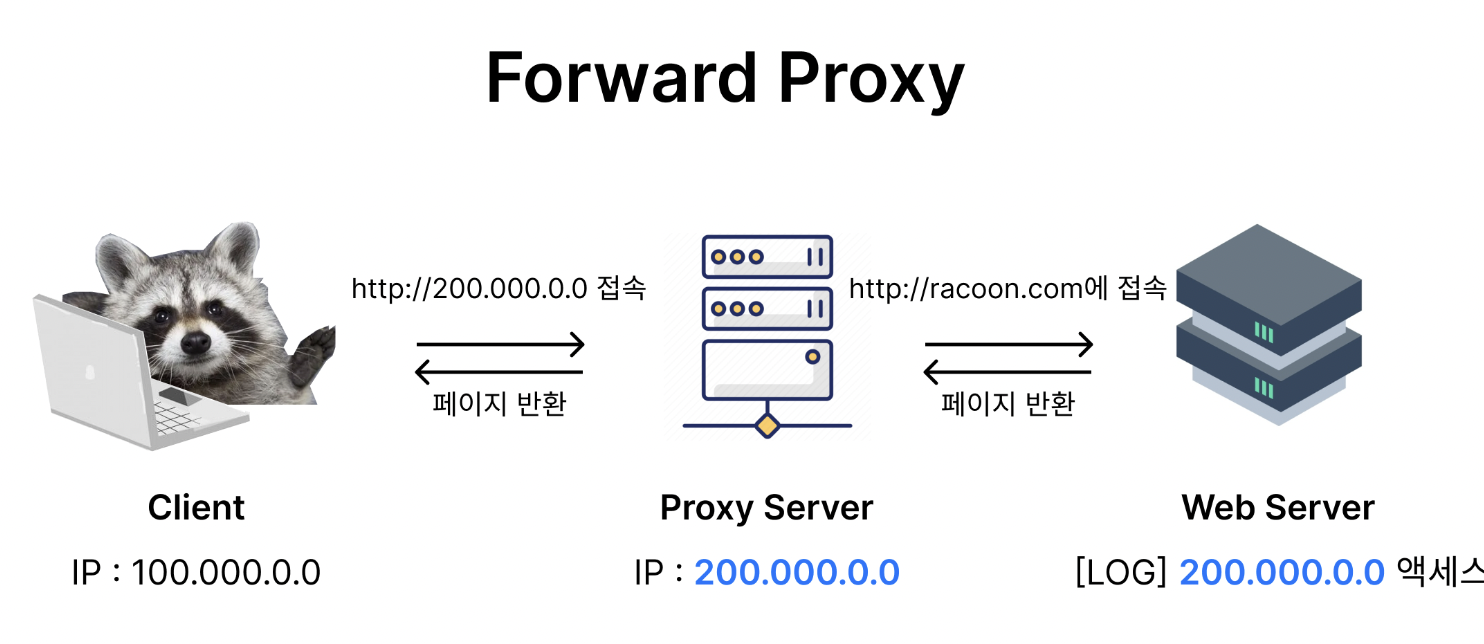 Forward Proxy
http://200.000.0.0 접속
http://racoon.com에 접속
페이지 반환
페이지 반환
Client
Proxy Server
Web Server
IP : 100.000.0.0
IP : 200.000.0.0
[LOG] 200.000.0.0 액세스